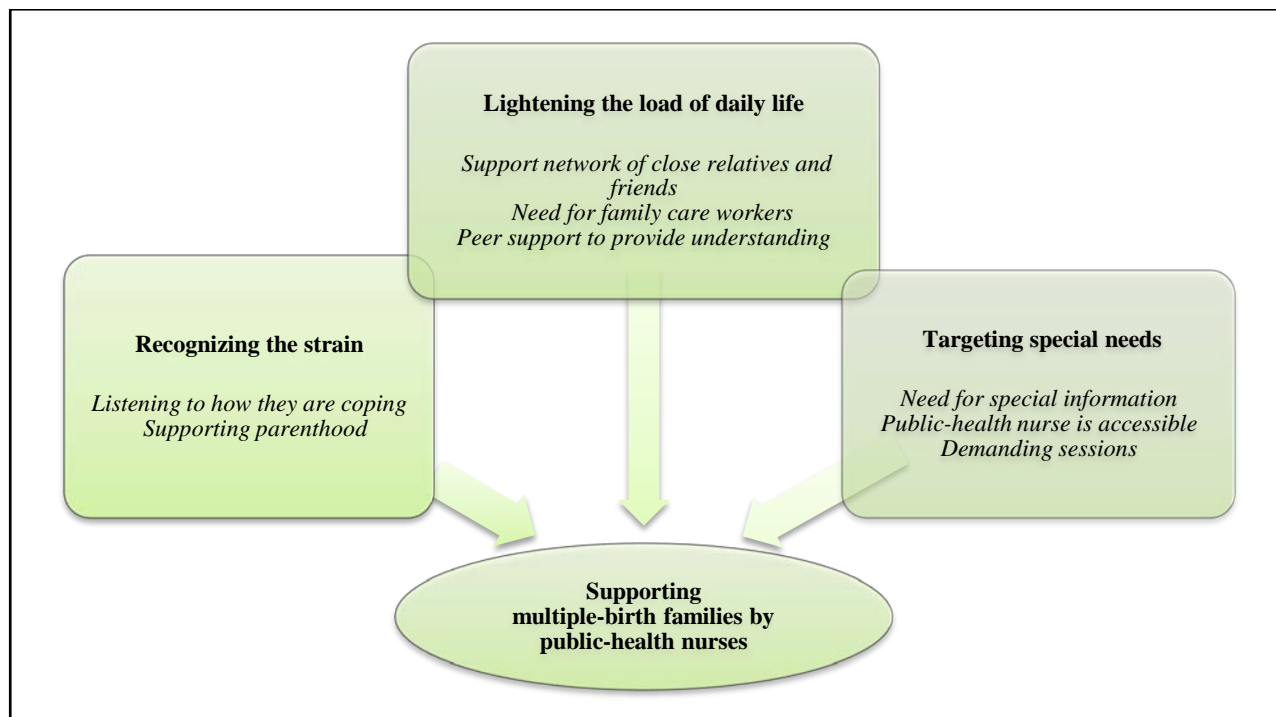 Lightening the load of daily life
Support network of close relatives and
friends
Need for family care workers
Peer support to provide understanding
Recognizing the strain
Listening to how they are coping
Supporting parenthood
Targeting special needs
Need for special information
Public-health nurse is accessible
Demanding sessions
Supporting
multiple-birth families by
public-health nurses